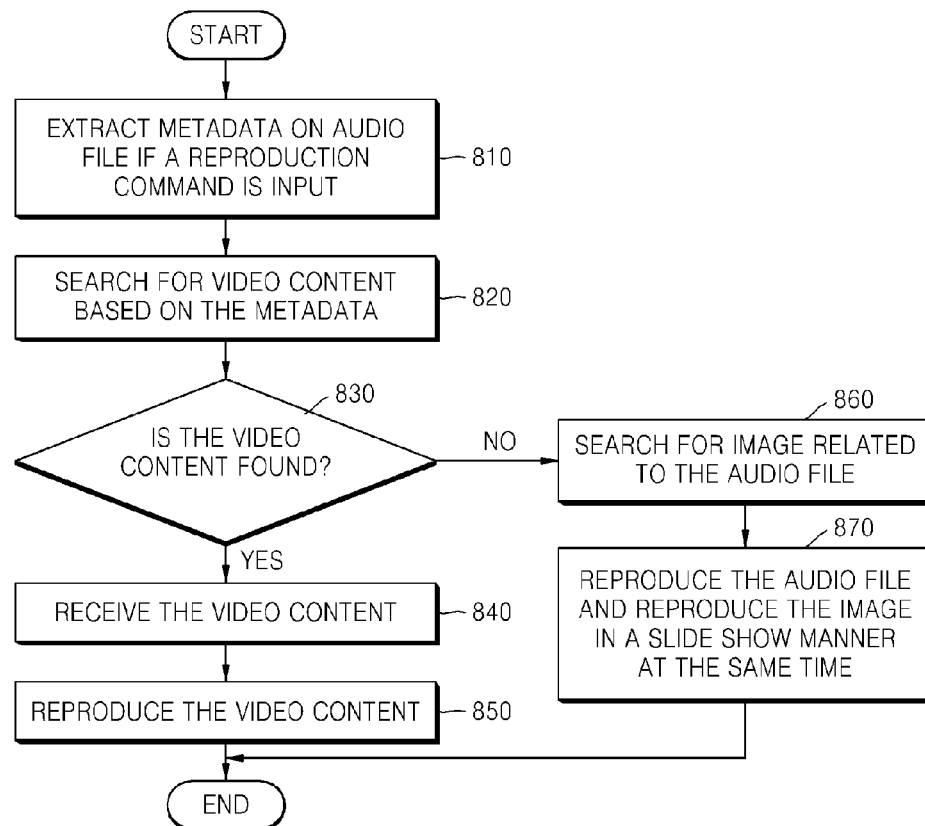 START
EXTRACT METADATA ON AUDIO
FILE IF A REPRODUCTION
COMMAND IS INPUT
810
SEARCH FOR VIDEO CONTENT
BASED ON THE METADATA
820
830
IS THE VIDEO
CONTENT FOUND?
NO
YES
860
SEARCH FOR IMAGE RELATED
TO THE AUDIO FILE
870
REPRODUCE THE AUDIO FILE
AND REPRODUCE THE IMAGE
IN A SLIDE SHOW MANNER
AT THE SAME TIME
RECEIVE THE VIDEO CONTENT
840
REPRODUCE THE VIDEO CONTENT
850
END